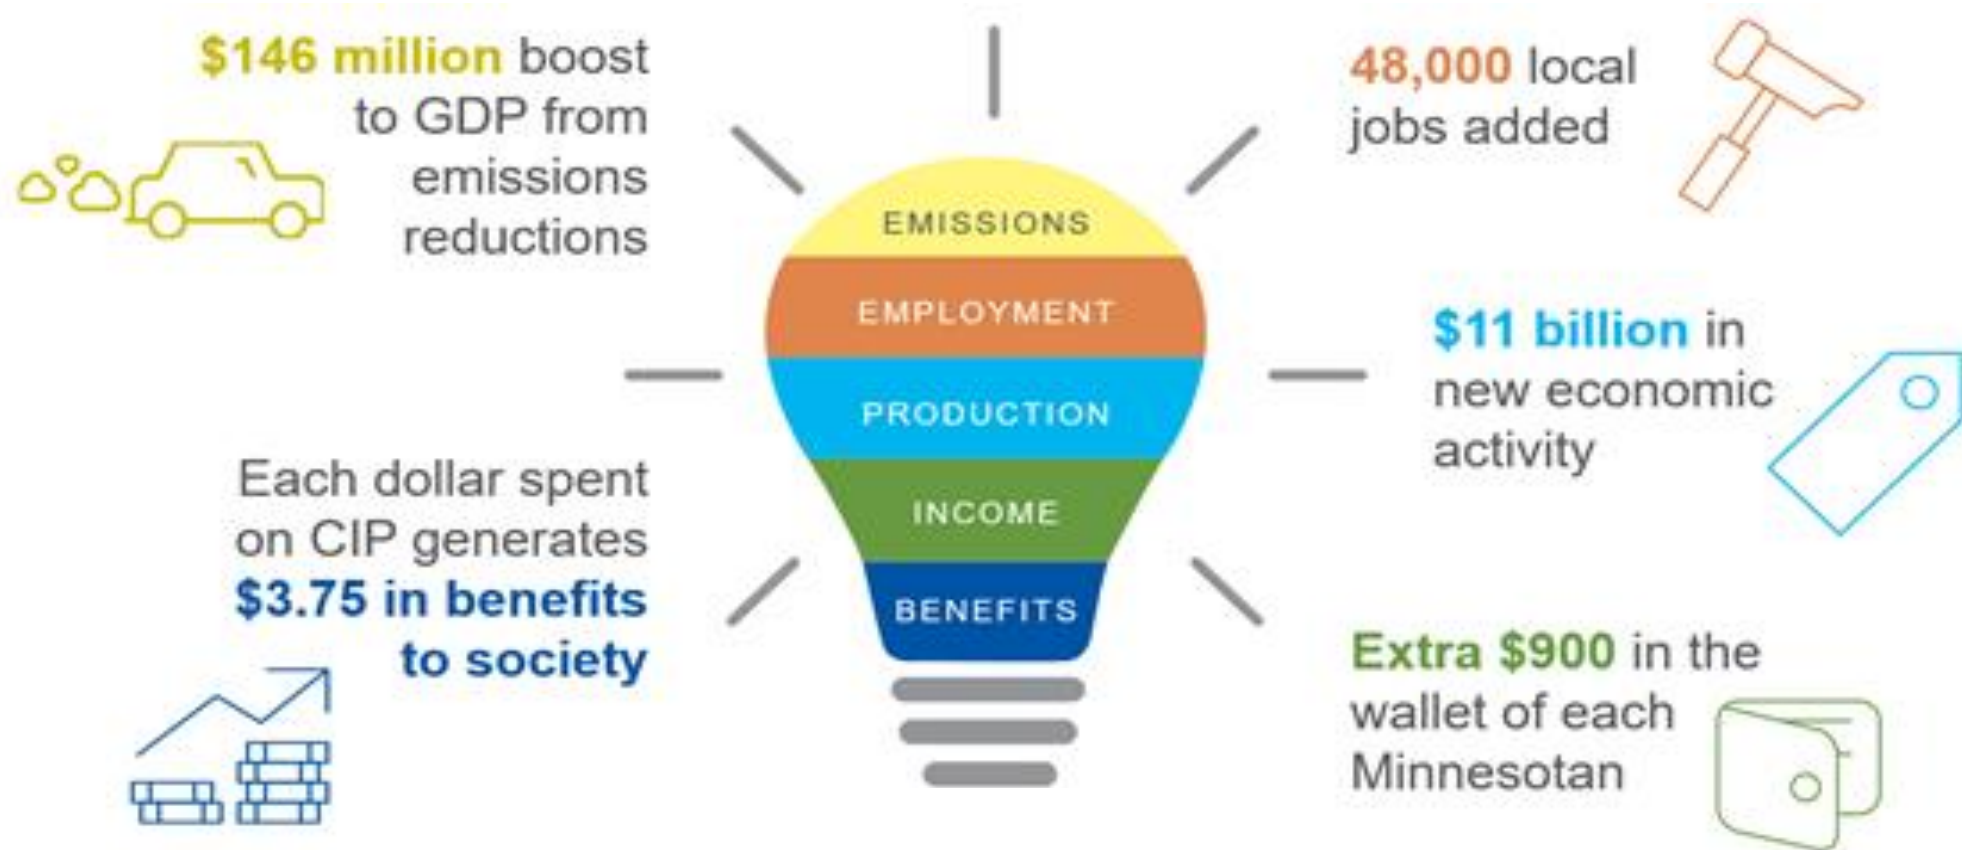 $146 million boost
to GDP from
emissions
reductions
48,000 local
jobs added
EMISSIONS
EMPLOYMENT
PRODUCTION
INCOME
BENEFITS
$11 billion in
new economic
activity
Each dollar spent
on CIP generates
$3.75 in benefits
to society
Extra $900 in the
wallet of each
Minnesotan